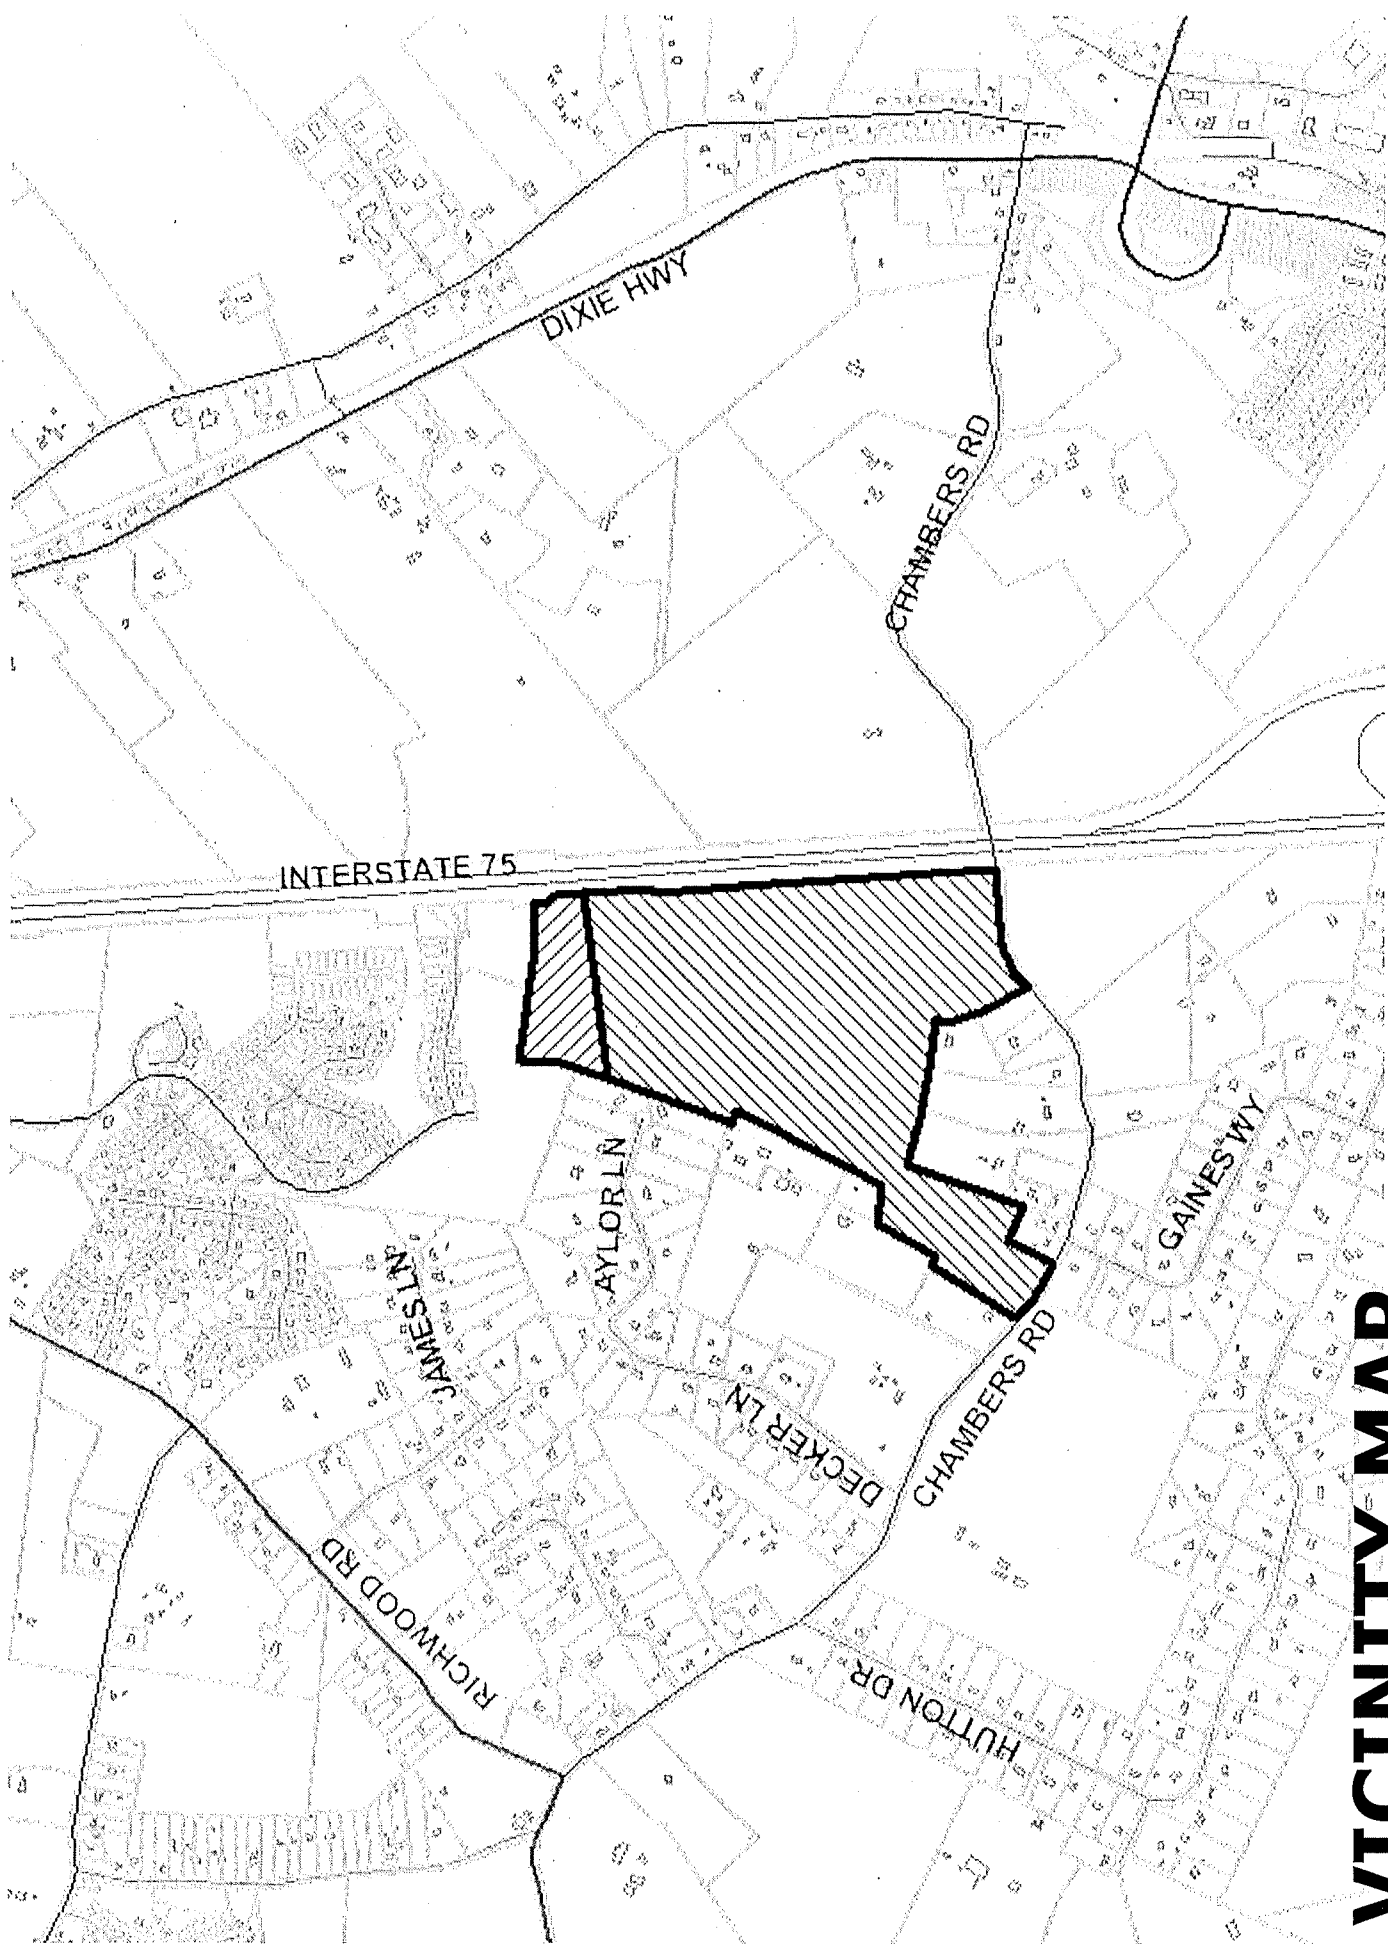 DIXIE HWY
CHAMBERS RD
INTERSTATE 75
AYLOR LN
JAMES LN
GAINES WY
DECKER LN
CHAMBERS RD
RICHWOOD RD
HUTTON DR
VICINITY MAP